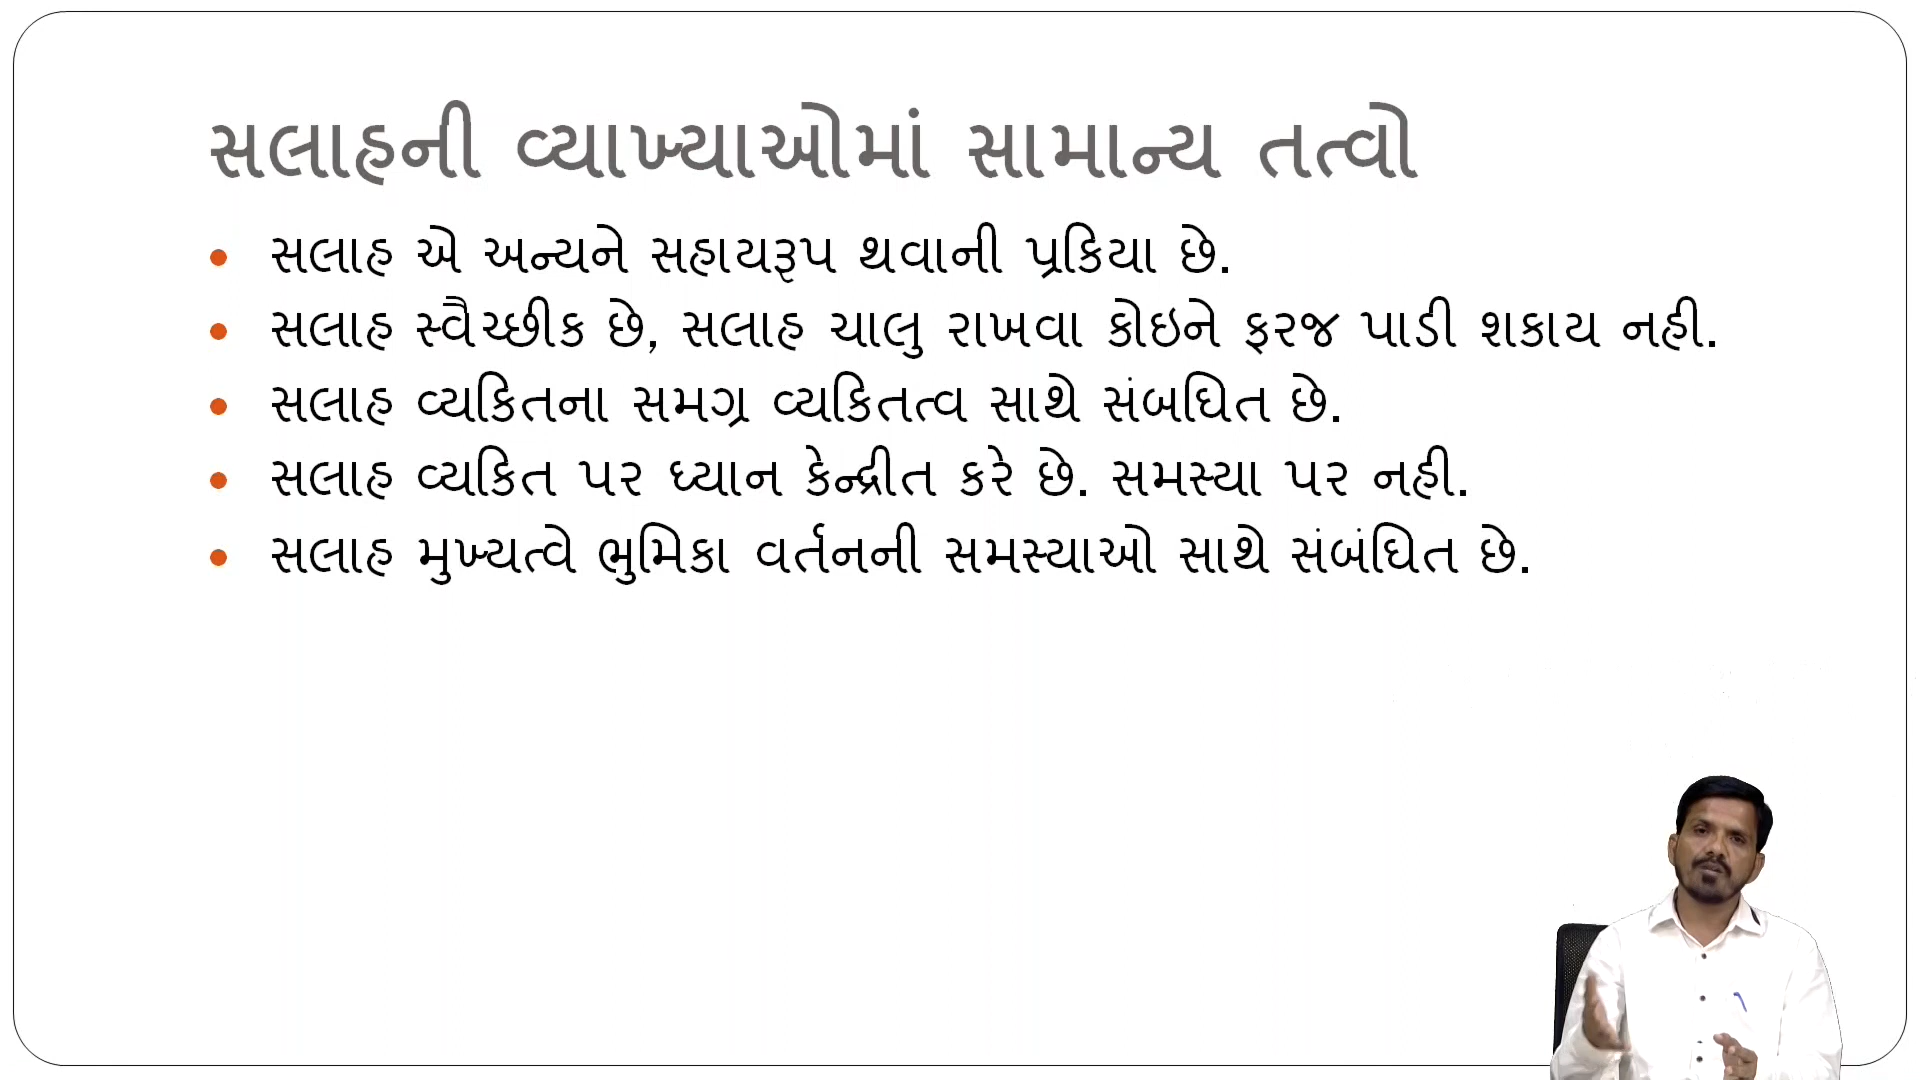 સલાહની વ્યાખ્યાઓમાં સામાન્ય તત્વો
સલાહ એ અન્યને સહાયરૂપ થવાની પ્રકિયા છે.
સલાહ સ્વૈચ્છીક છે, સલાહ ચાલુ રાખવા કોઇને ફરજ પાડી શકાય નહી.
સલાહ વ્યકિતના સમગ્ર વ્યકિતત્વ સાથે સંબધિત છે.
સલાહ વ્યકિત પર ધ્યાન કેન્દ્રીત કરે છે. સમસ્યા પર નહી.
સલાહ મુખ્યત્વે ભુમિકા વર્તનની સમસ્યાઓ સાથે સંબંધિત છે.